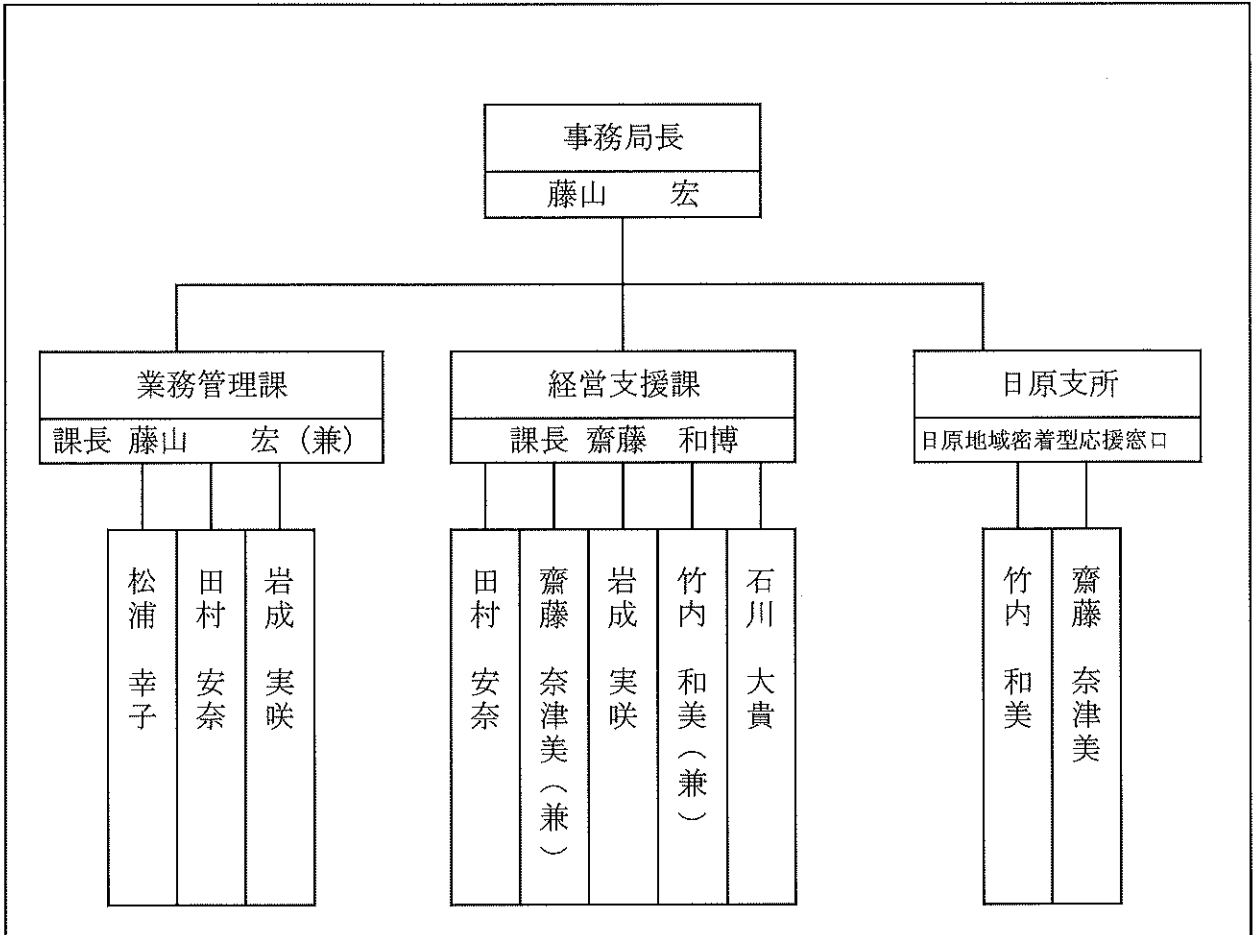 事務局長
藤山　宏
業務管理課
課長 藤山　宏（兼）
経営支援課
課長 齋藤 和博
日原支所
日原地域密着型応援窓口
松浦 幸子
田村 安奈
岩成 実咲
田村 安奈
齋藤 奈津美（兼）
岩成 実咲
竹内 和美（兼）
石川 大貴
竹内 和美
齋藤 奈津美